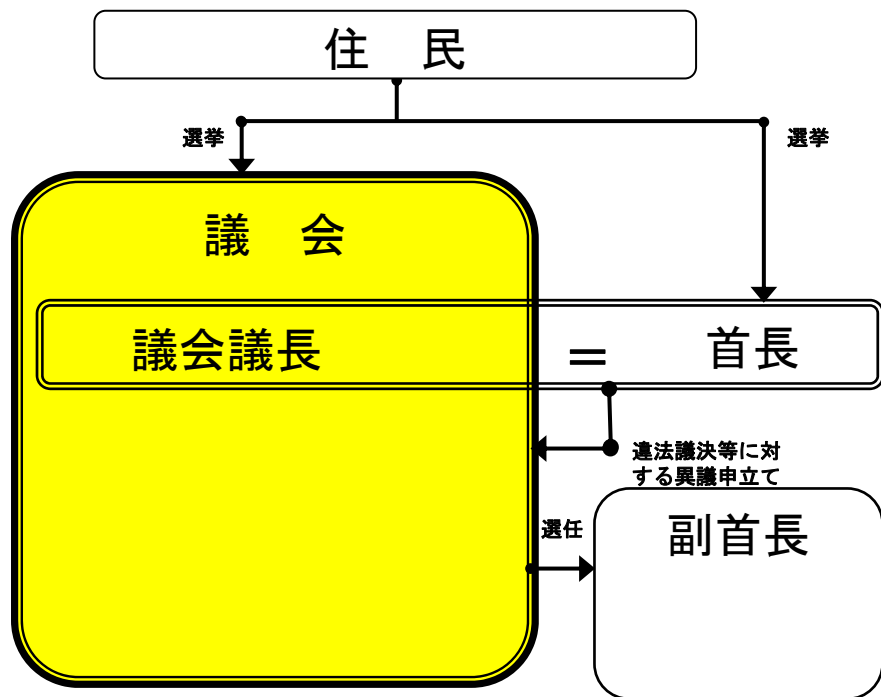 住　民
選挙
選挙
議　会
議会議長
＝
首長
違法議決等に対
する異議申立て
選任
副首長